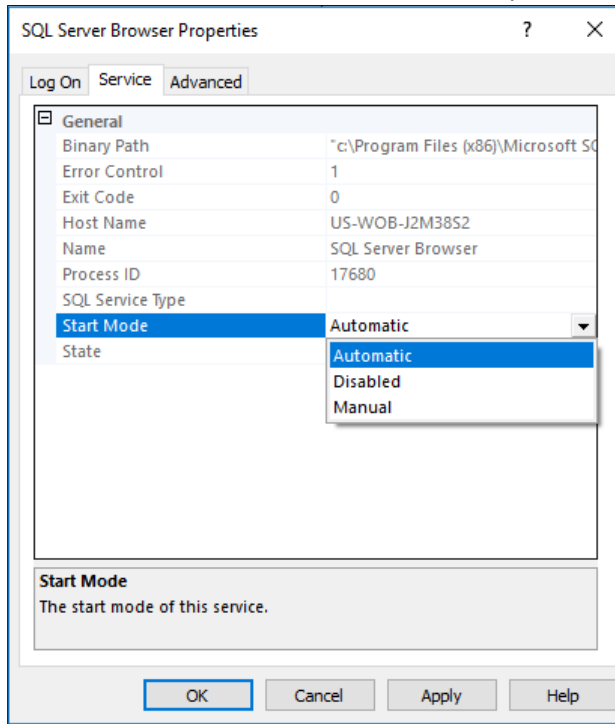 SQL Server Browser Properties ? ×
Log On Service Advanced
General
Binary Path "c:\Program Files (x86)\Microsoft SQ
Error Control 1
Exit Code 0
Host Name US-WOB-J2M38S2
Name SQL Server Browser
Process ID 17680
SQL Service Type
Start Mode Automatic
State Automatic
Disabled
Manual
Start Mode
The start mode of this service.
OK Cancel Apply Help